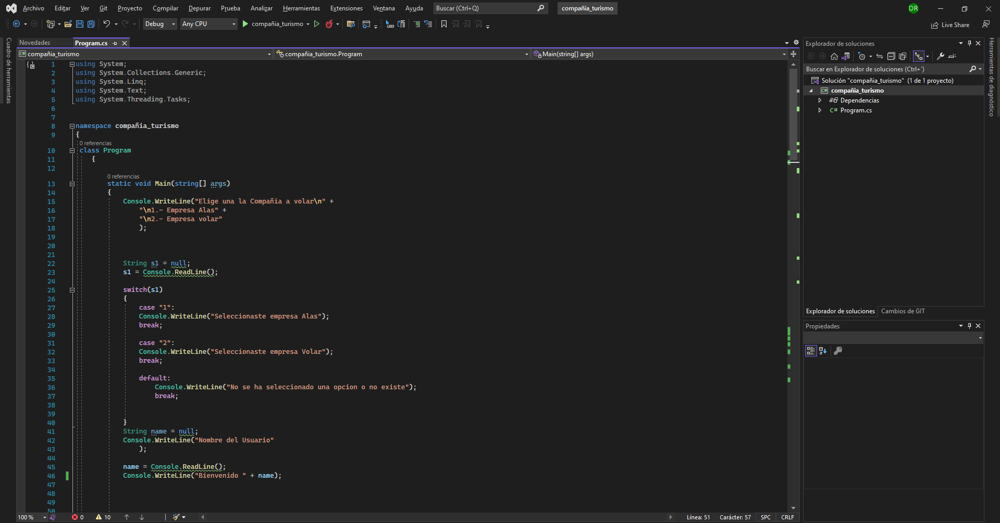 Archivo Editar Ver Git Proyecto Compilar Depurar Prueba Analizar Herramientas Extensiones Ventana Ayuda Buscar (Ctrl+Q) compañia_turismo DR
Debug Any CPU compañia_turismo Live Share
Cuadro de herramientas
Novedades Program.cs
compañia_turismo compañia_turismo.Program Main(string[] args)
1 using System;
2 using System.Collections.Generic;
3 using System.Linq;
4 using System.Text;
5 using System.Threading.Tasks;
6
7
8 namespace compañia_turismo
9 {
0 referencias
10 class Program
11 {
12
0 referencias
13 static void Main(string[] args)
14 {
15 Console.WriteLine("Elige una la Compañia a volar\n" +
16 "\n1.- Empresa Alas" +
17 "\n2.- Empresa volar"
18 );
19
20
21
22 String s1 = null;
23 s1 = Console.ReadLine();
24
25 switch(s1)
26 {
27 case "1":
28 Console.WriteLine("Seleccionaste empresa Alas");
29 break;
30
31 case "2":
32 Console.WriteLine("Seleccionaste empresa Volar");
33 break;
34
35 default:
36 Console.WriteLine("No se ha seleccionado una opcion o no existe");
37 break;
38
39
40 }
41 String name = null;
42 Console.WriteLine("Nombre del Usuario"
43 );
44
45 name = Console.ReadLine();
46 Console.WriteLine("Bienvenido " + name);
47
48
49
50
100 % 0 10 Línea: 51 Carácter: 57 SPC CRLF
Explorador de soluciones
Buscar en Explorador de soluciones (Ctrl+´)
Solución "compañia_turismo" (1 de 1 proyecto)
compañia_turismo
Dependencias
C# Program.cs
Explorador de soluciones Cambios de GIT
Propiedades
Herramientas de diagnóstico